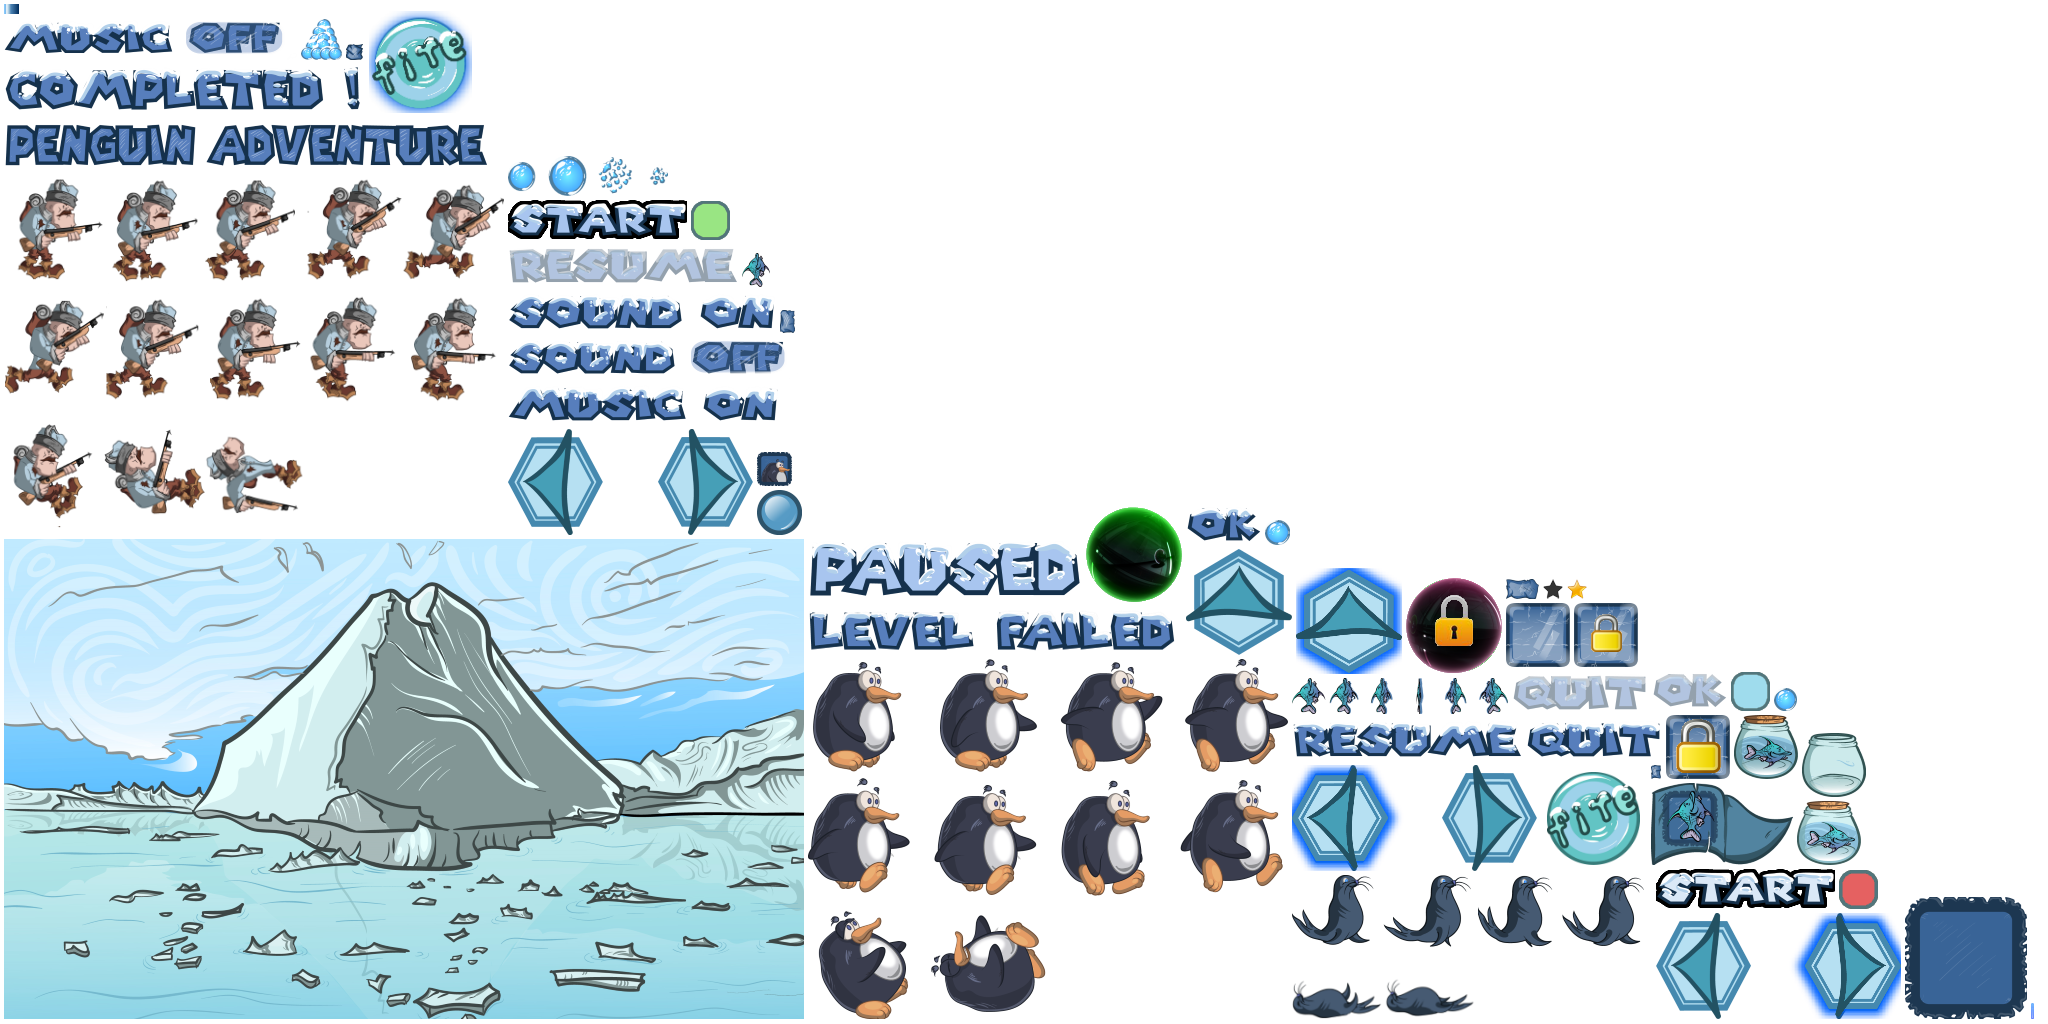 MUSIC OFF
fire
COMPLETED !
PENGUIN ADVENTURE
START
RESUME
SOUND ON
SOUND OFF
MUSIC ON
PAUSED
OK
LEVEL FAILED
QUIT OK
RESUME QUIT
fire
START